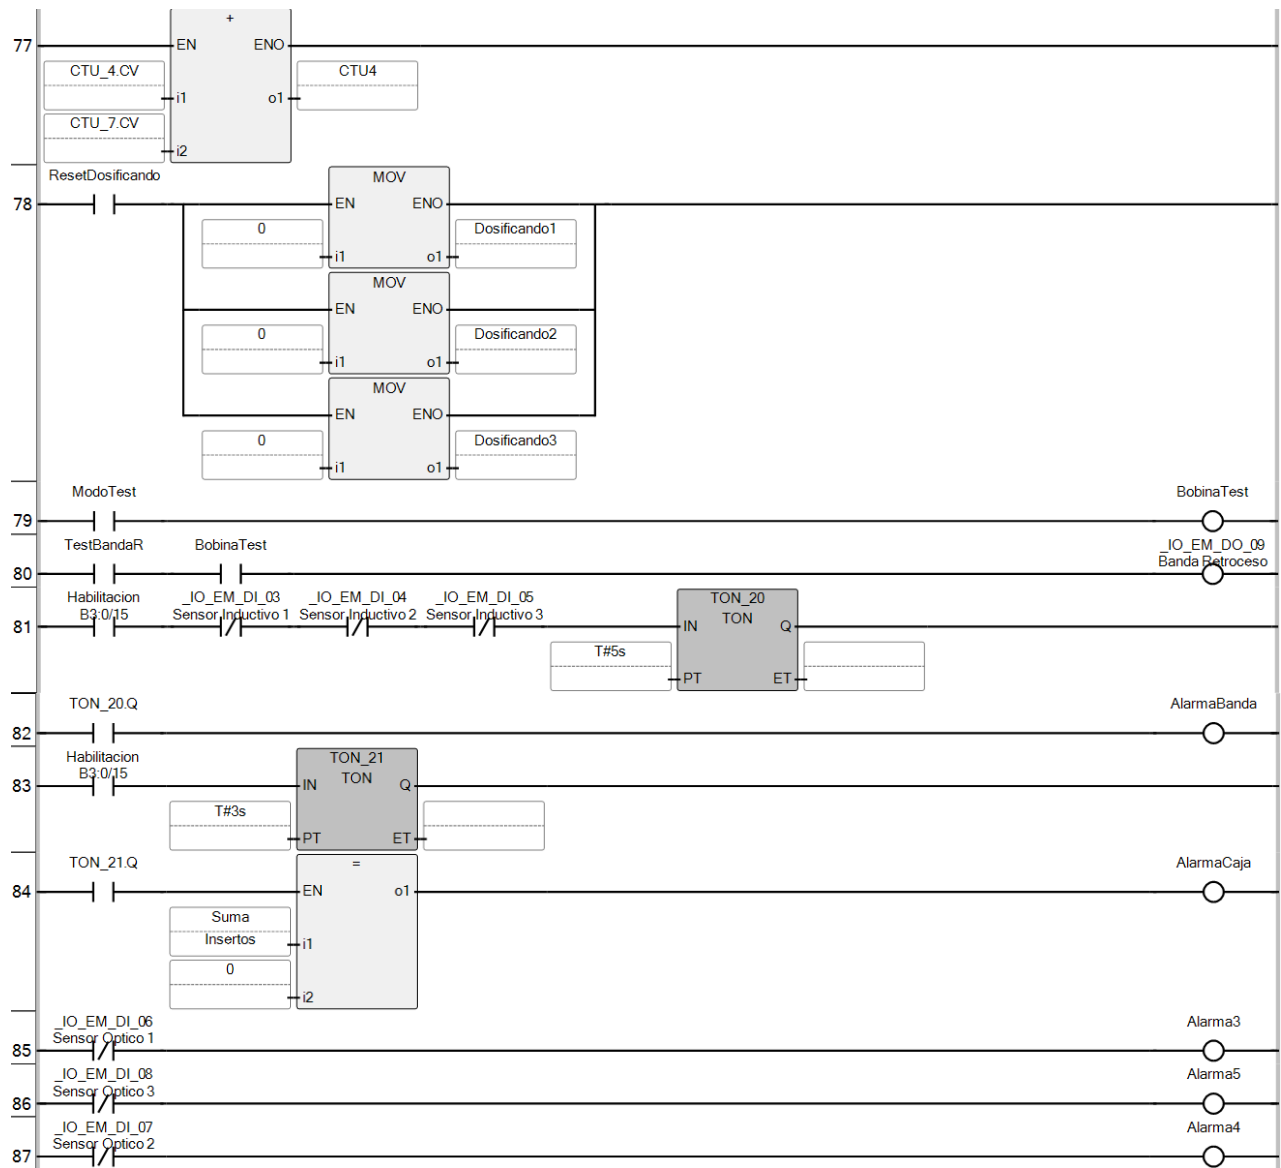 +
77
EN ENO
CTU_4.CV CTU4
i1 o1
CTU_7.CV
i2
ResetDosificando
MOV
78
EN ENO
0 Dosificando1
i1 o1
MOV
EN ENO
0 Dosificando2
i1 o1
MOV
EN ENO
0 Dosificando3
i1 o1
ModoTest BobinaTest
79
TestBandaR BobinaTest _IO_EM_DO_09
Banda Retroceso
80
Habilitacion _IO_EM_DI_03 _IO_EM_DI_04 _IO_EM_DI_05 TON_20
B3:0/15 Sensor Inductivo 1 Sensor Inductivo 2 Sensor Inductivo 3 TON
81
IN Q
T#5s
PT ET
TON_20.Q AlarmaBanda
82
Habilitacion TON_21
B3:0/15 TON
83
IN Q
T#3s
PT ET
TON_21.Q = AlarmaCaja
84
EN o1
Suma
Insertos
i1
0
i2
_IO_EM_DI_06 Alarma3
Sensor Optico 1
85
_IO_EM_DI_08 Alarma5
Sensor Optico 3
86
_IO_EM_DI_07 Alarma4
Sensor Optico 2
87